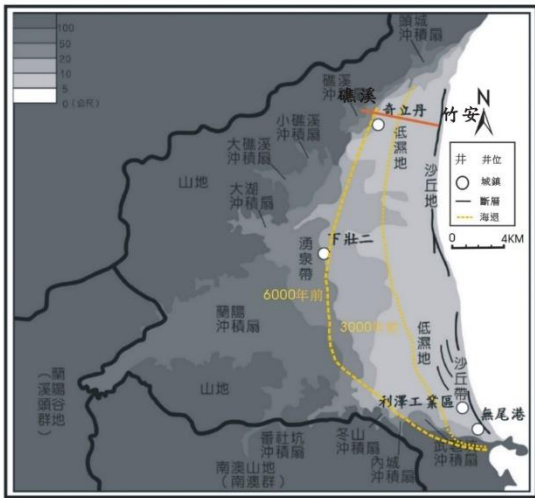 100
50
20
10
5
0 (公尺)
頭城
沖積扇
礁溪
沖積扇
礁溪
奇立丹
竹安
N
小礁溪
沖積扇
大礁溪
沖積扇
低濕地
沙丘地
井 井位
城鎮
斷層
海退
0 4KM
山地
大湖
沖積扇
湧泉帶
下壯二
6000年前
3000年前
蘭陽
沖積扇
低濕地
沙丘帶
蘭陽谷地
(溪頭群)
山地
利澤工業區
無尾港
番社坑
沖積扇
冬山
沖積扇
內城
沖積扇
沖積扇
南澳山地
(南澳群)